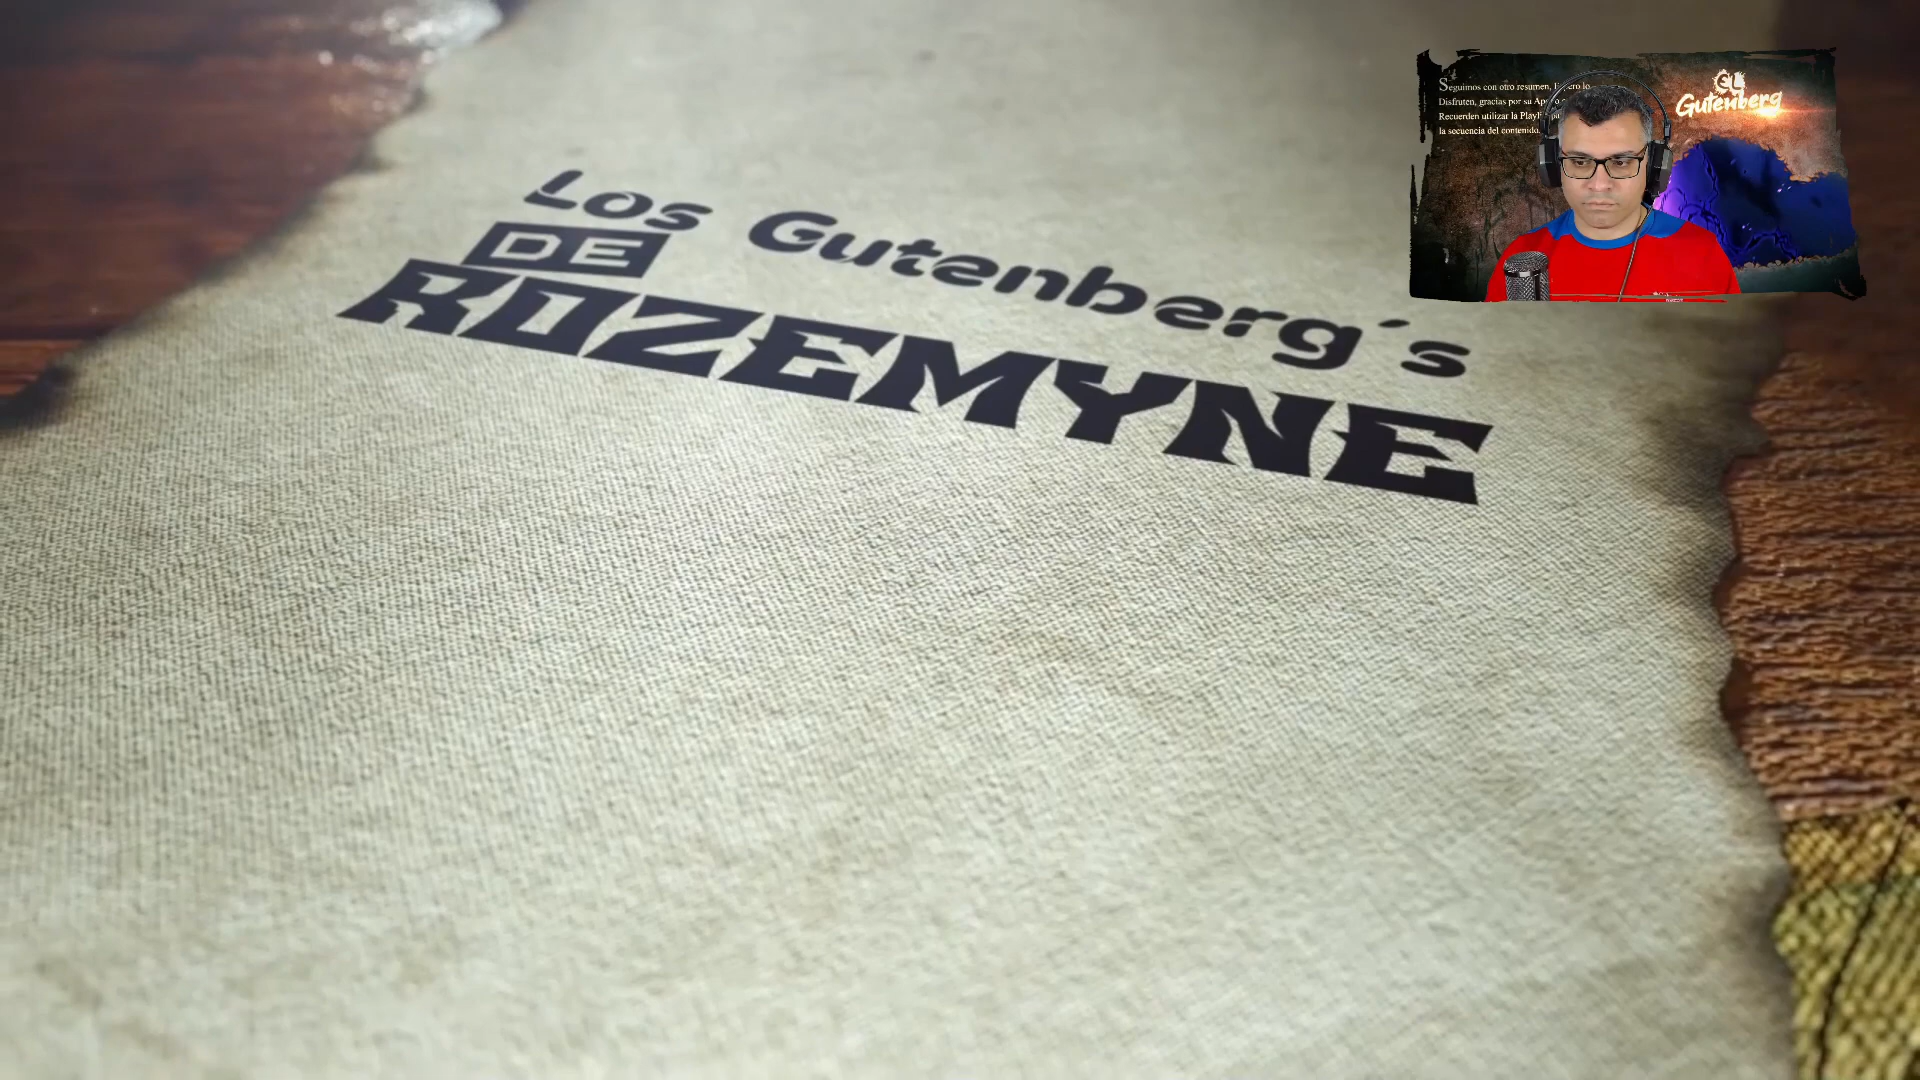 Los Gutenberg´s
DE
ROZEMYNE
Seguimos con otro resumen,
Disfruten, gracias por su
Recuerden utilizar la
la secuencia del contenido.
GL
Gutenberg